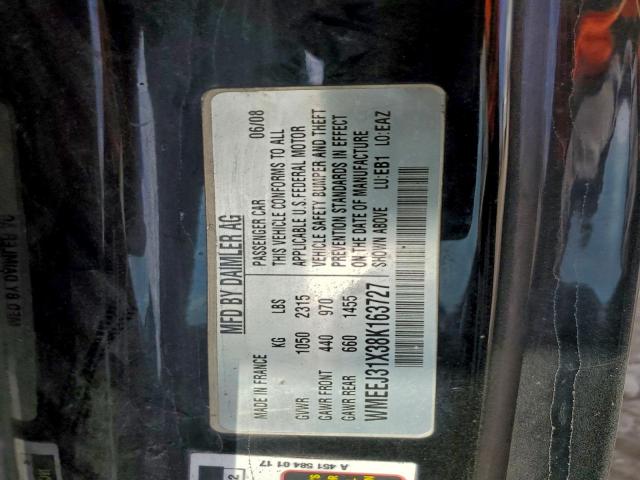 MFD BY DAIMLER AG
MADE IN FRANCE
PASSENGER CAR 06/08
KG LBS
GVWR 1050 2315
GAWR FRONT 440 970
GAWR REAR 660 1455
THIS VEHICLE CONFORMS TO ALL
APPLICABLE U.S. FEDERAL MOTOR
VEHICLE SAFETY BUMPER AND THEFT
PREVENTION STANDARDS IN EFFECT
ON THE DATE OF MANUFACTURE
SHOWN ABOVE LU:EB1 LO:EAZ
WMEEJ31X38K163727
A 451 584 01 17